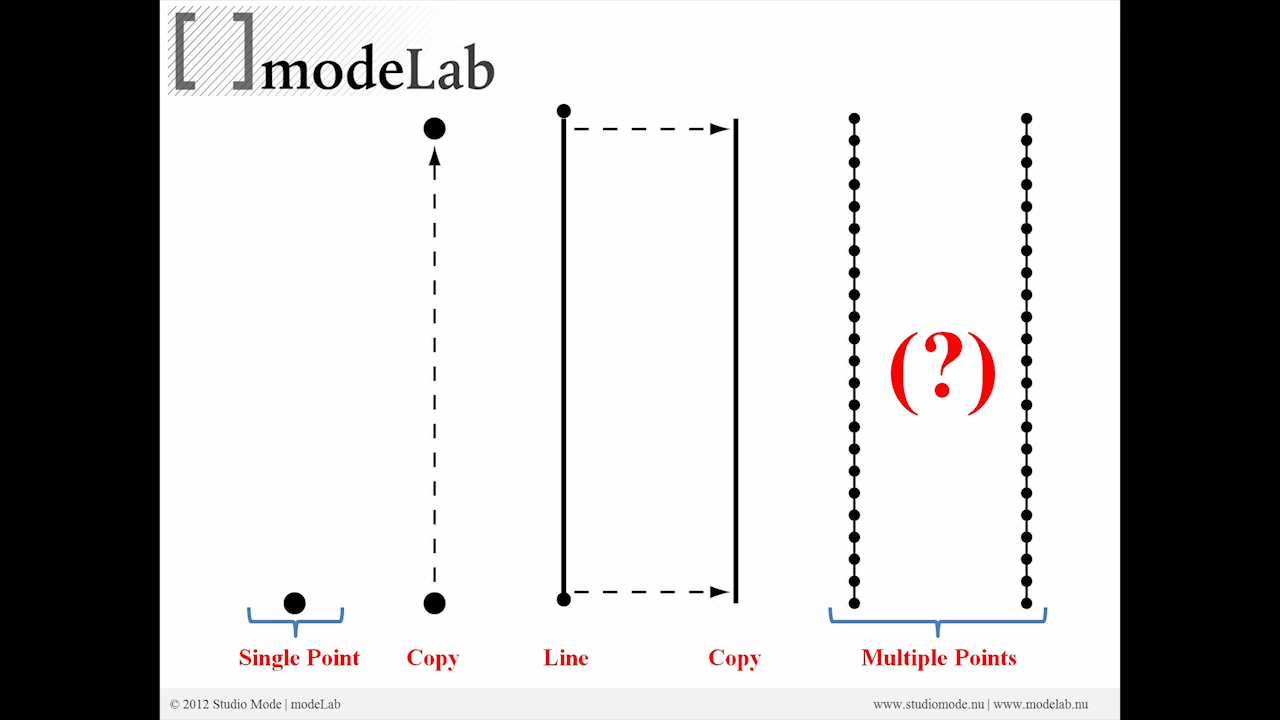 [ ] modeLab
(?)
Single Point
Copy
Line
Copy
Multiple Points
© 2012 Studio Mode | modeLab
www.studiomode.nu | www.modelab.nu